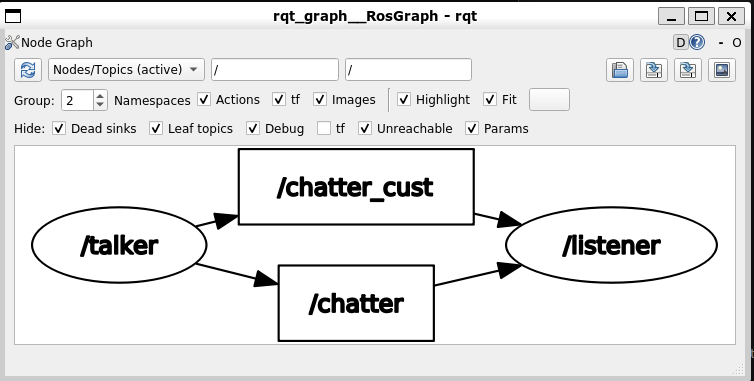 rqt_graph__RosGraph - rqt
Node Graph D ? - O
Nodes/Topics (active) / /
Group: 2 Namespaces Actions tf Images Highlight Fit
Hide: Dead sinks Leaf topics Debug tf Unreachable Params
/chatter_cust
/talker /listener
/chatter